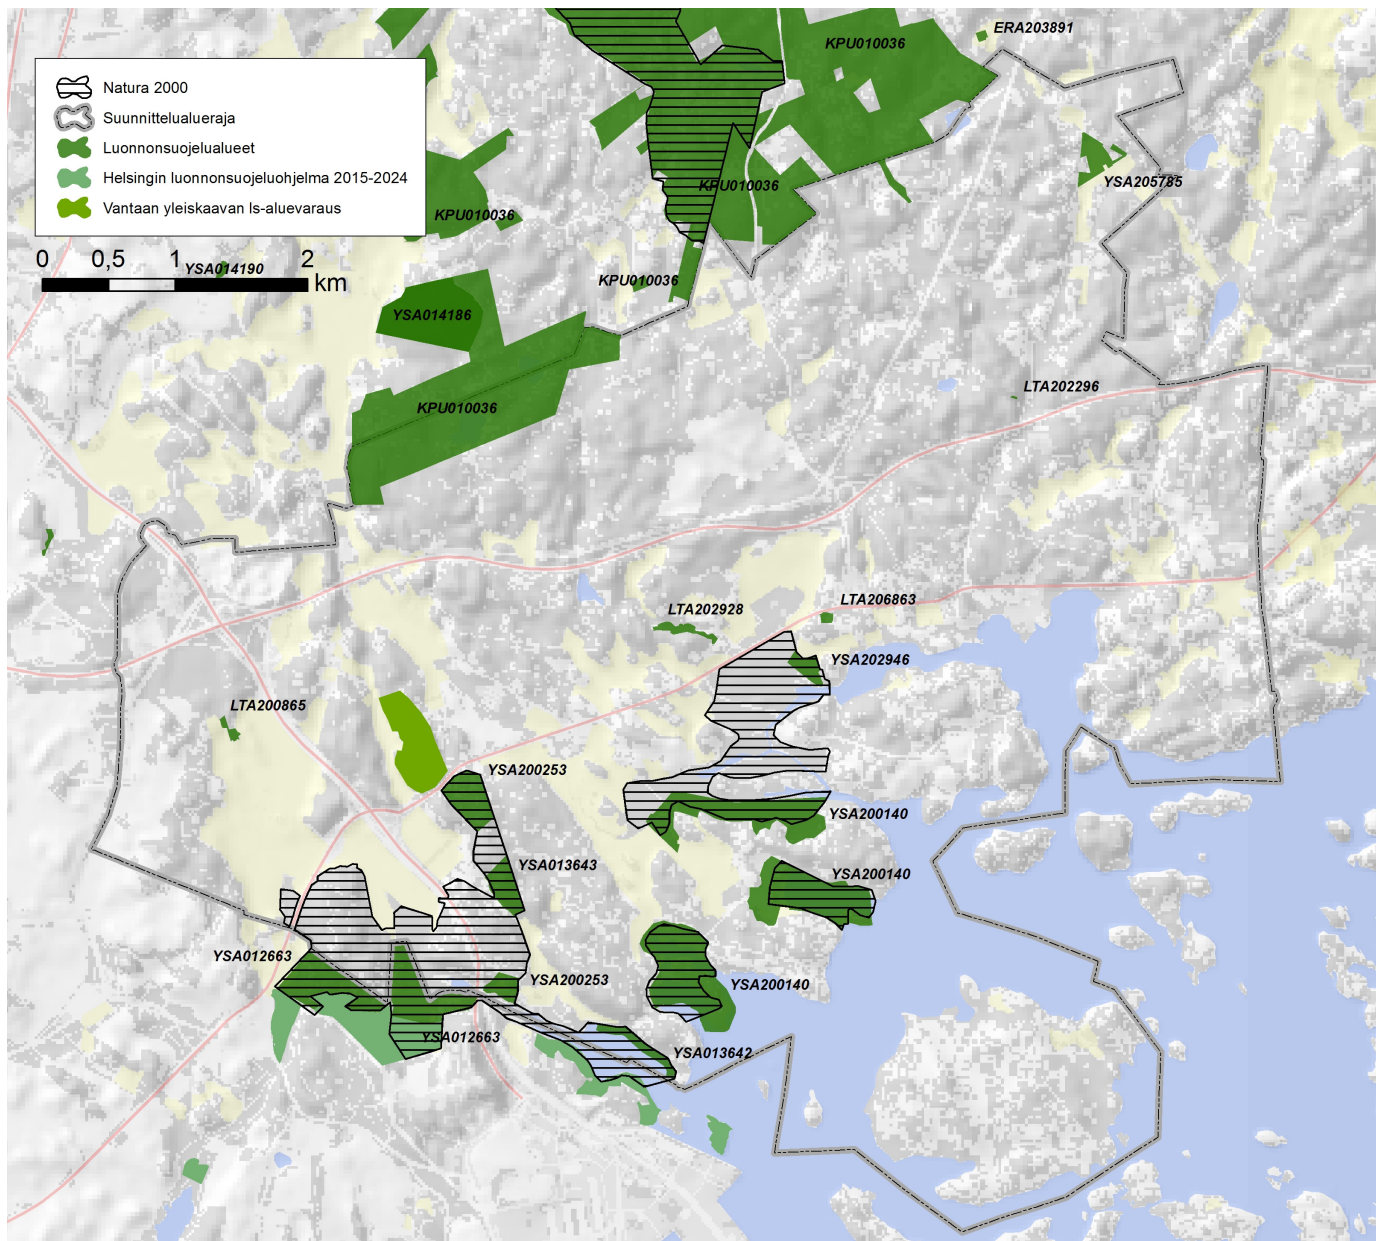 ERA203891
KPU010036
Natura 2000
Suunnittelualueraja
Luonnonsuojelualueet
Helsingin luonnonsuojeluohjelma 2015-2024
Vantaan yleiskaavan ls-aluevaraus
YSA205785
KPU010036
KPU010036
0 0,5 1 2
km
YSA014190
KPU010036
YSA014186
LTA202296
KPU010036
LTA206863
LTA202928
YSA202946
LTA200865
YSA200253
YSA200140
YSA013643
YSA200140
YSA012663
YSA200253
YSA200140
YSA012663
YSA013642